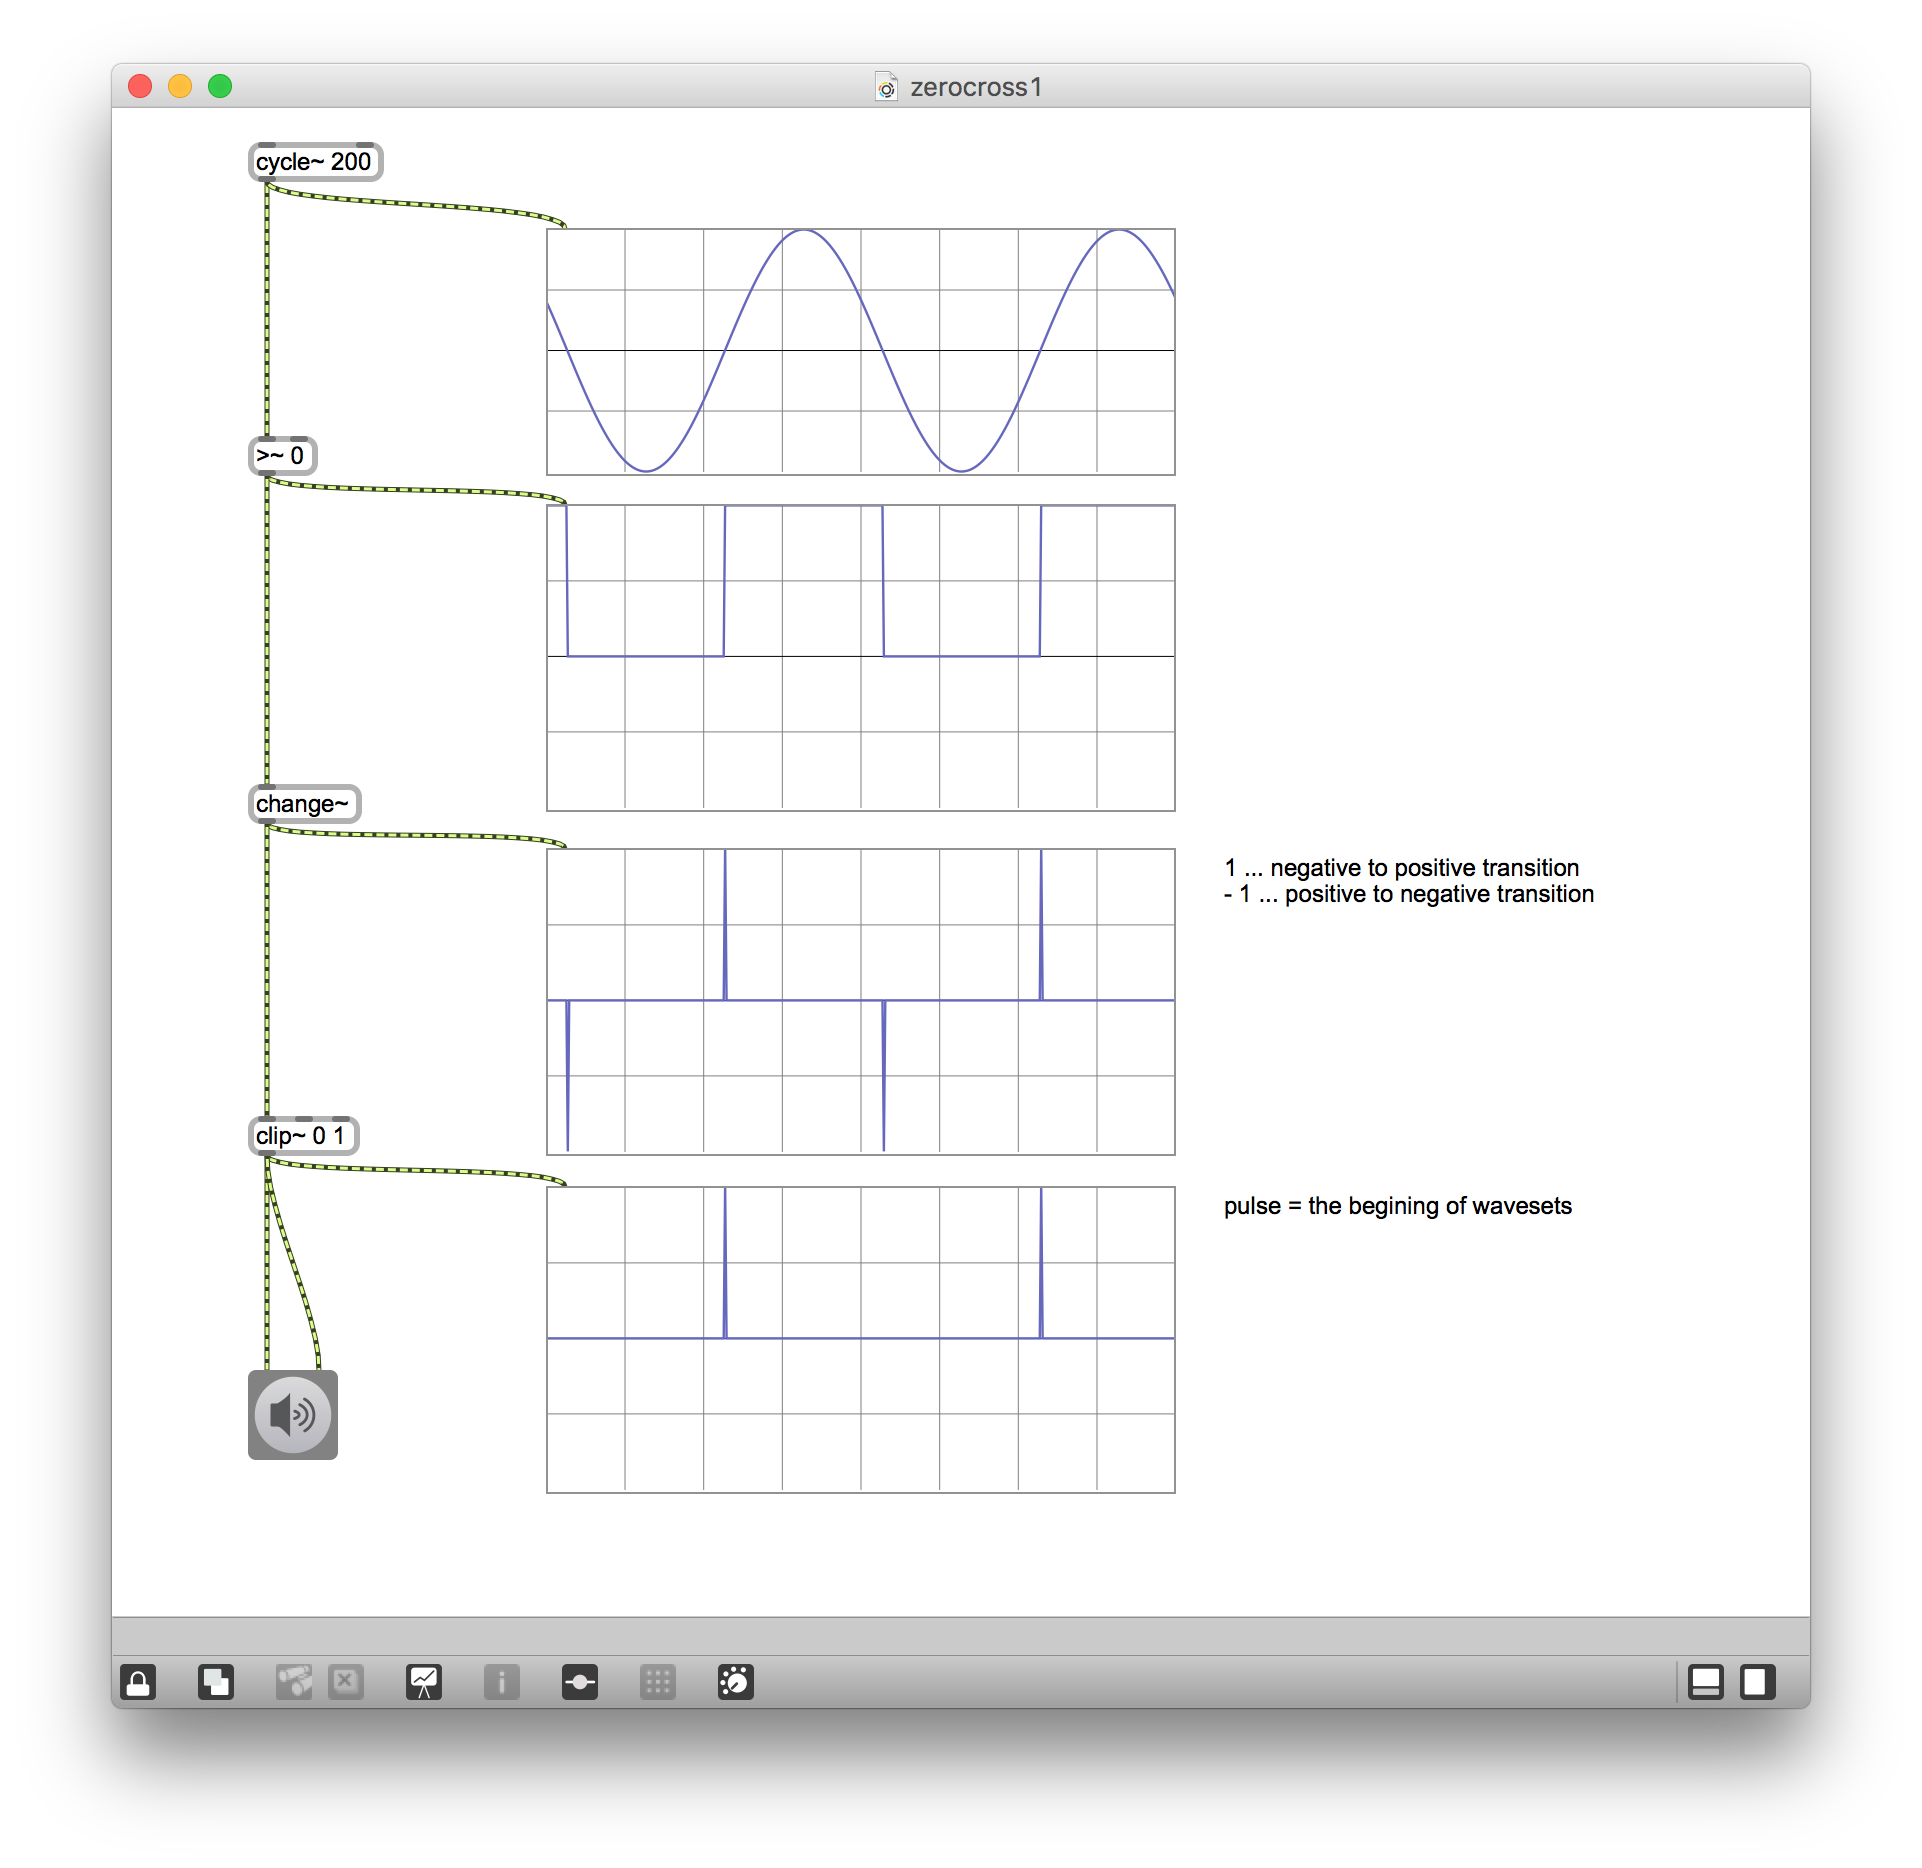 zerocross1
cycle~ 200
>~ 0
change~
1 ... negative to positive transition
- 1 ... positive to negative transition
clip~ 0 1
pulse = the begining of wavesets